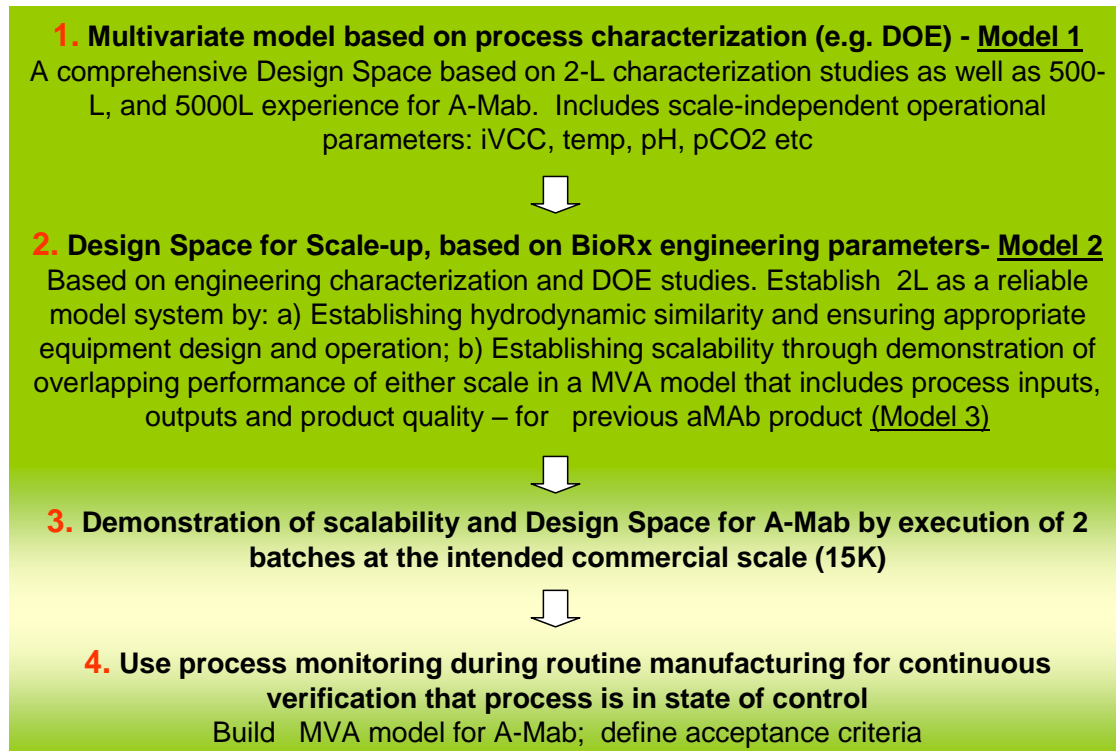 1. Multivariate model based on process characterization (e.g. DOE) - Model 1
A comprehensive Design Space based on 2-L characterization studies as well as 500-
L, and 5000L experience for A-Mab. Includes scale-independent operational
parameters: iVCC, temp, pH, pCO2 etc
2. Design Space for Scale-up, based on BioRx engineering parameters- Model 2
Based on engineering characterization and DOE studies. Establish 2L as a reliable
model system by: a) Establishing hydrodynamic similarity and ensuring appropriate
equipment design and operation; b) Establishing scalability through demonstration of
overlapping performance of either scale in a MVA model that includes process inputs,
outputs and product quality – for previous aMAb product (Model 3)
3. Demonstration of scalability and Design Space for A-Mab by execution of 2
batches at the intended commercial scale (15K)
4. Use process monitoring during routine manufacturing for continuous
verification that process is in state of control
Build MVA model for A-Mab; define acceptance criteria